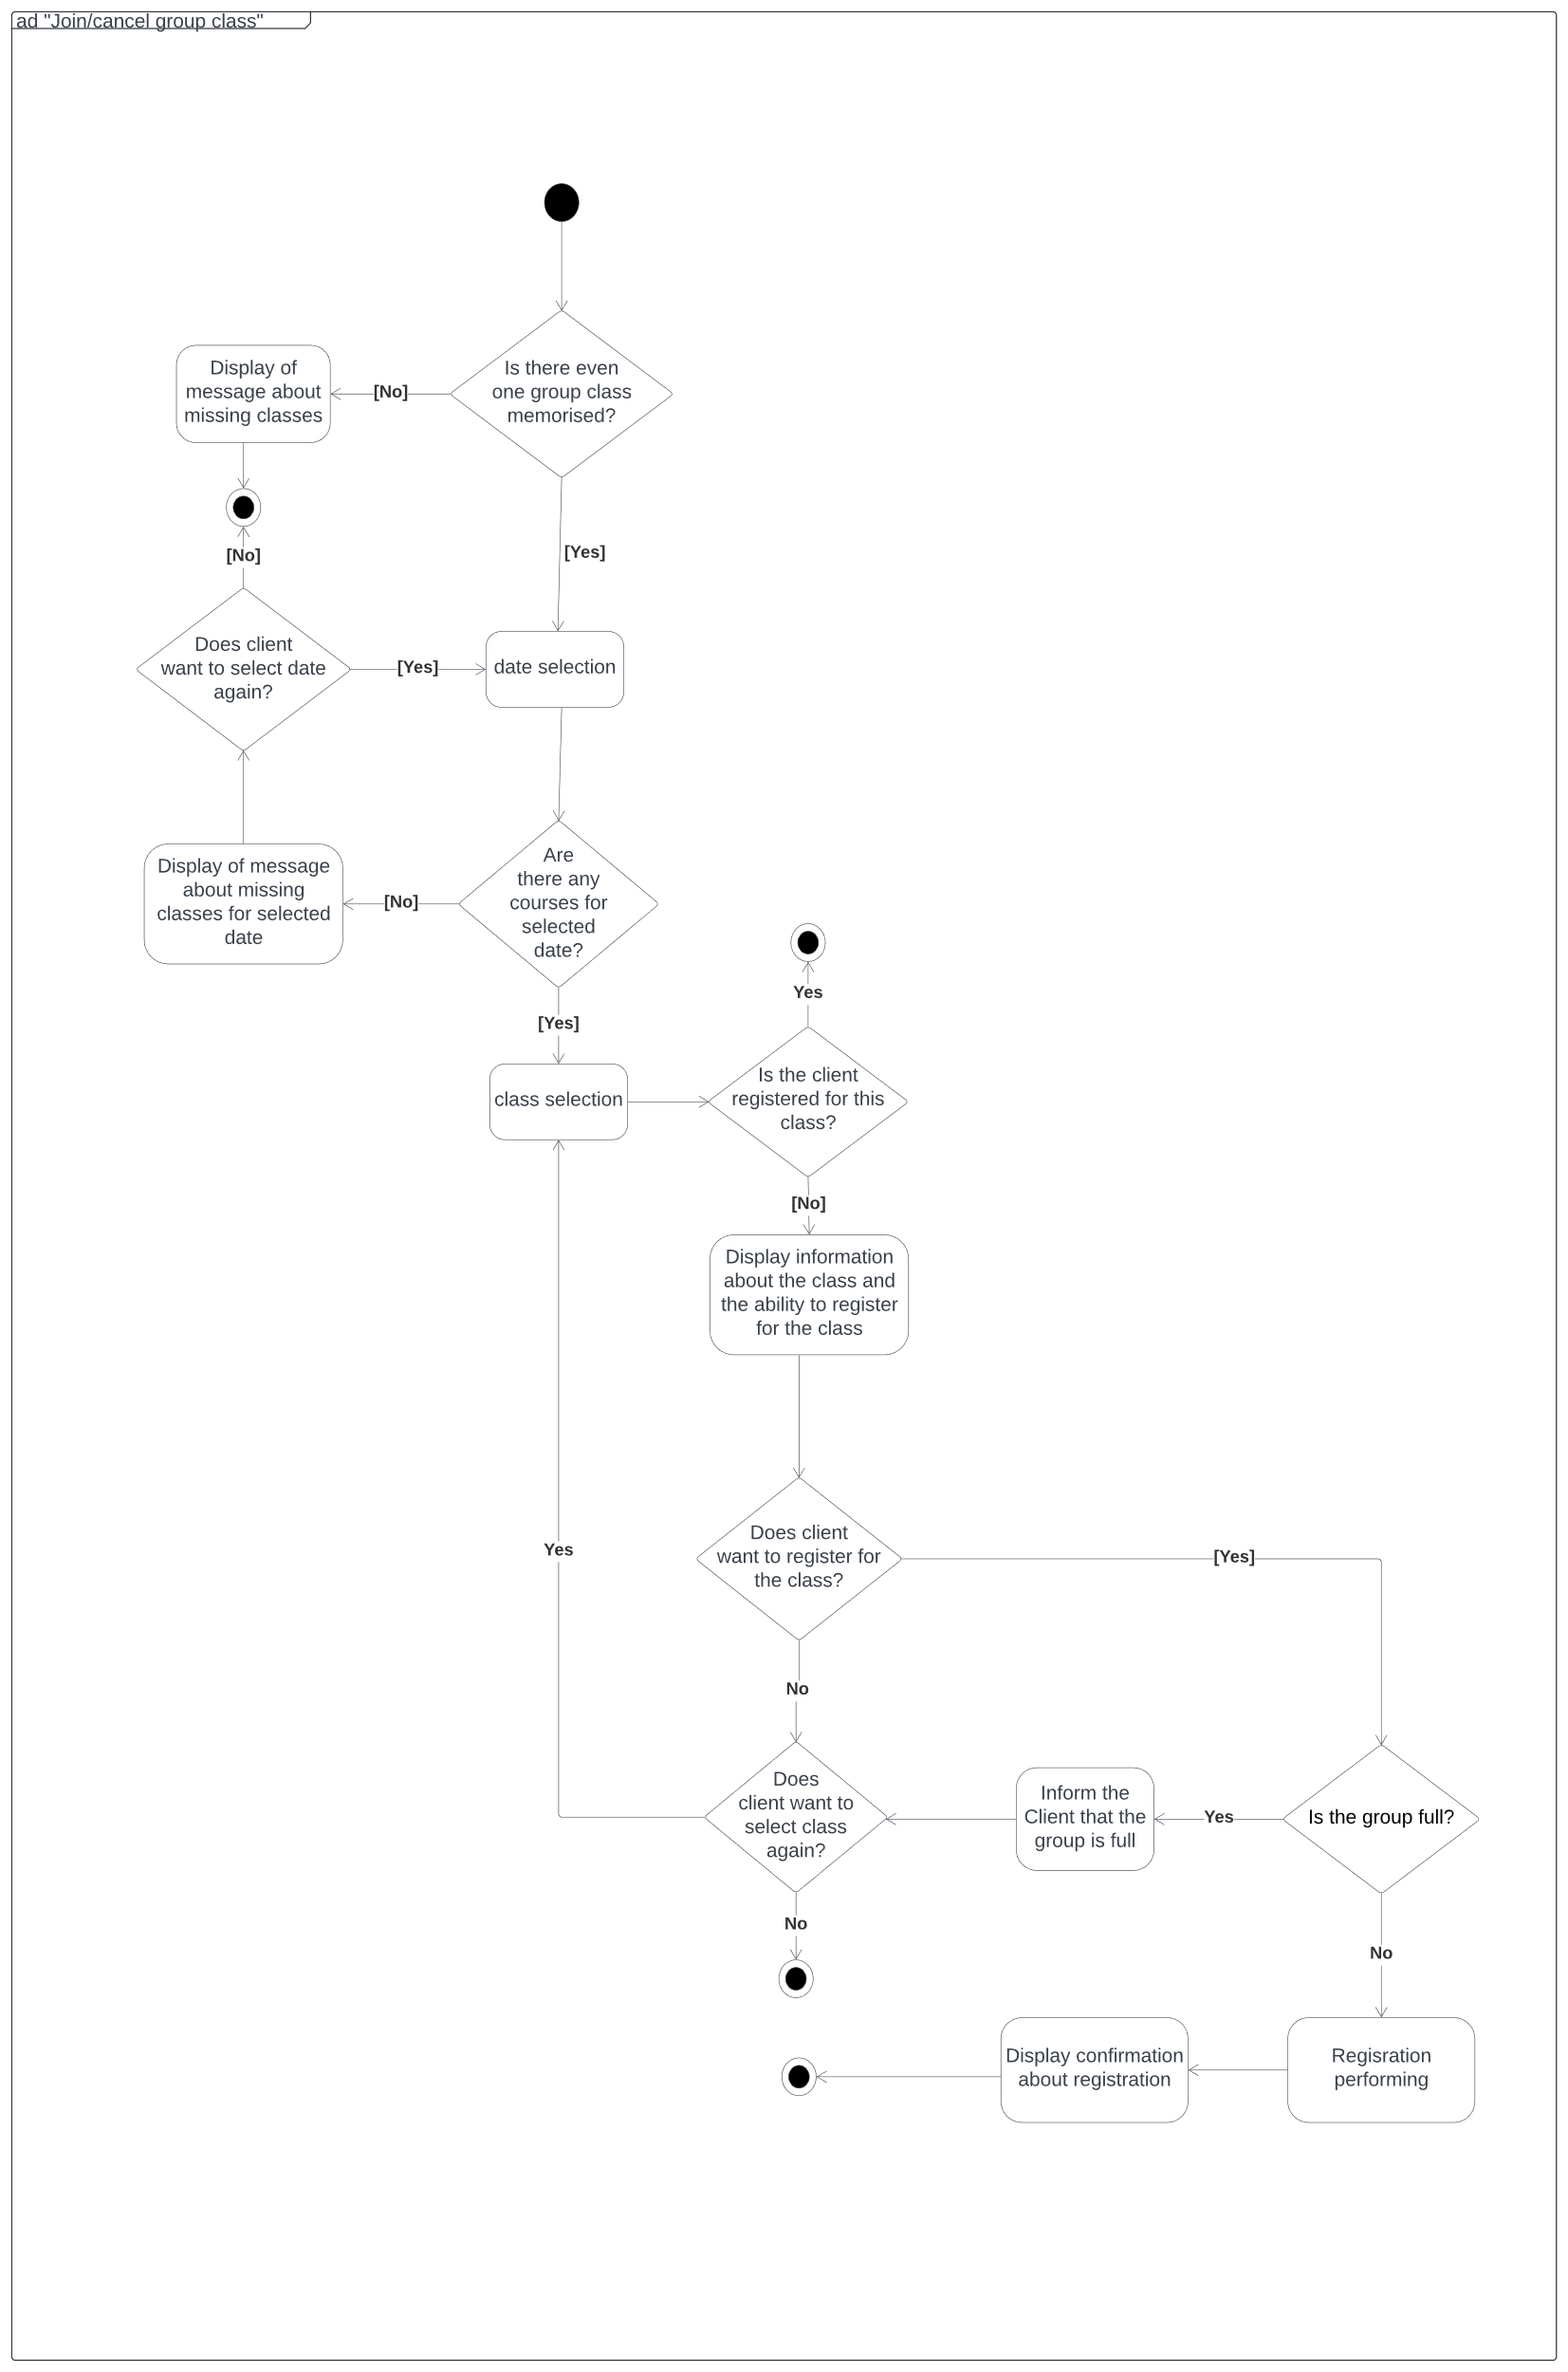 ad "Join/cancel group class"
Is there even
one group class
memorised?
[No]
Display of
message about
missing classes
[Yes]
[No]
Does client
want to select date
again?
[Yes]
date selection
Are
there any
courses for
selected
date?
[No]
Display of message
about missing
classes for selected
date
[Yes]
class selection
Yes
Is the client
registered for this
class?
[No]
Display information
about the class and
the ability to register
for the class
Does client
want to register for
the class?
[Yes]
Yes
No
Does
client want to
select class
again?
Inform the
Client that the
group is full
Yes
Is the group full?
No
No
Display confirmation
about registration
Regisration
performing